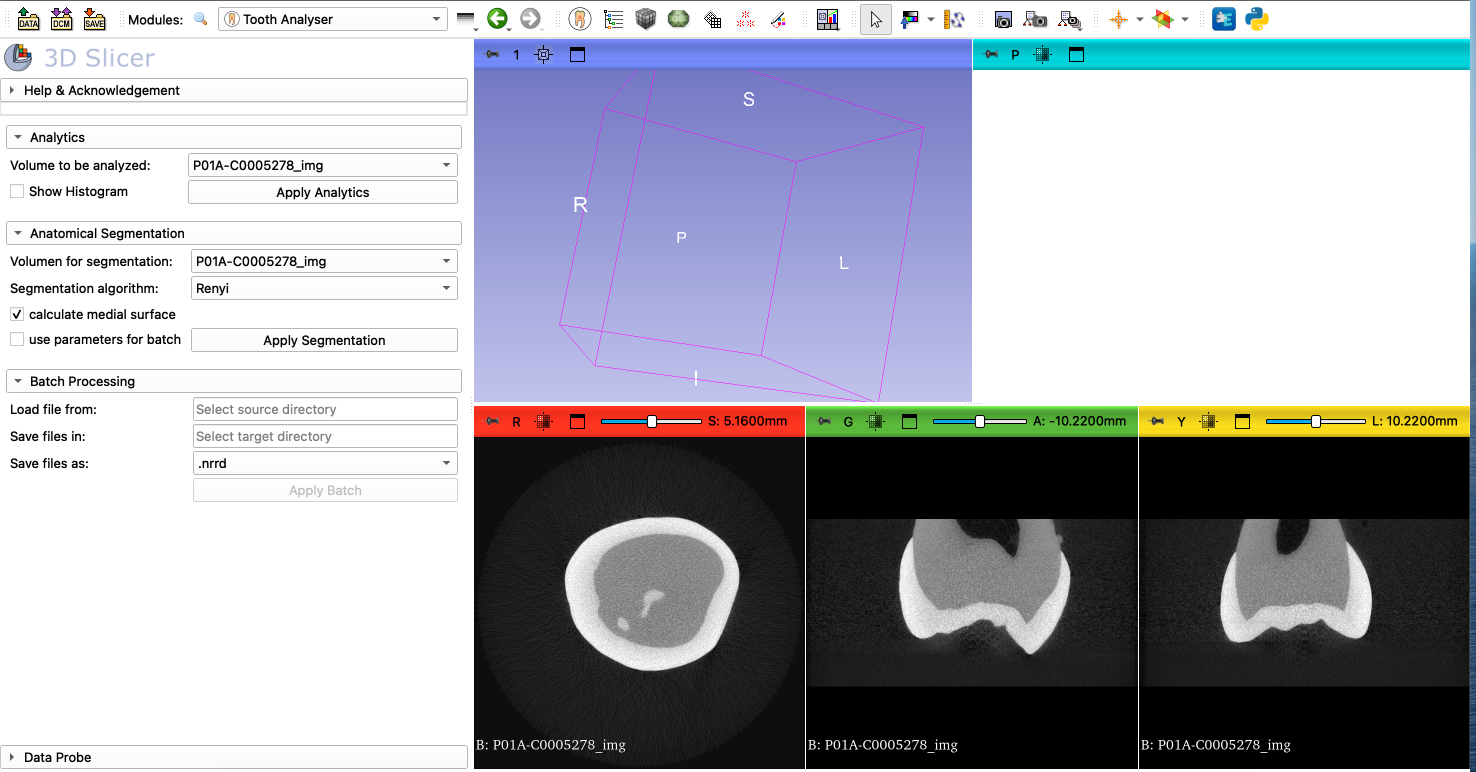 DATA
DCM
SAVE
Modules:
Tooth Analyser
3D Slicer
Help & Acknowledgement
Analytics
Volume to be analyzed:
P01A-C0005278_img
Show Histogram
Apply Analytics
Anatomical Segmentation
Volumen for segmentation:
P01A-C0005278_img
Segmentation algorithm:
Renyi
calculate medial surface
use parameters for batch
Apply Segmentation
Batch Processing
Load file from:
Select source directory
Save files in:
Select target directory
Save files as:
.nrrd
Apply Batch
Data Probe
1
S
R
P
L
I
P
R
S: 5.1600mm
B: P01A-C0005278_img
G
A: -10.2200mm
B: P01A-C0005278_img
Y
L: 10.2200mm
B: P01A-C0005278_img